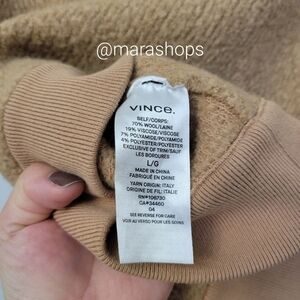 @marashops
VINCE.
SELF/CORPS:
70% WOOL/LAINE
19% VISCOSE/VISCOSE
7% POLYAMIDE/POLYAMIDE
4% POLYESTER/POLYESTER
EXCLUSIVE OF TRIM/SAUF
LES BORDURES
L/G
MADE IN CHINA
FABRIQUÉ EN CHINE
YARN ORIGIN: ITALY
ORIGINE DE FIL: ITALIE
RN#106730
CA#34460
04
SEE REVERSE FOR CARE
VOIR AU VERSO POUR LES SOINS